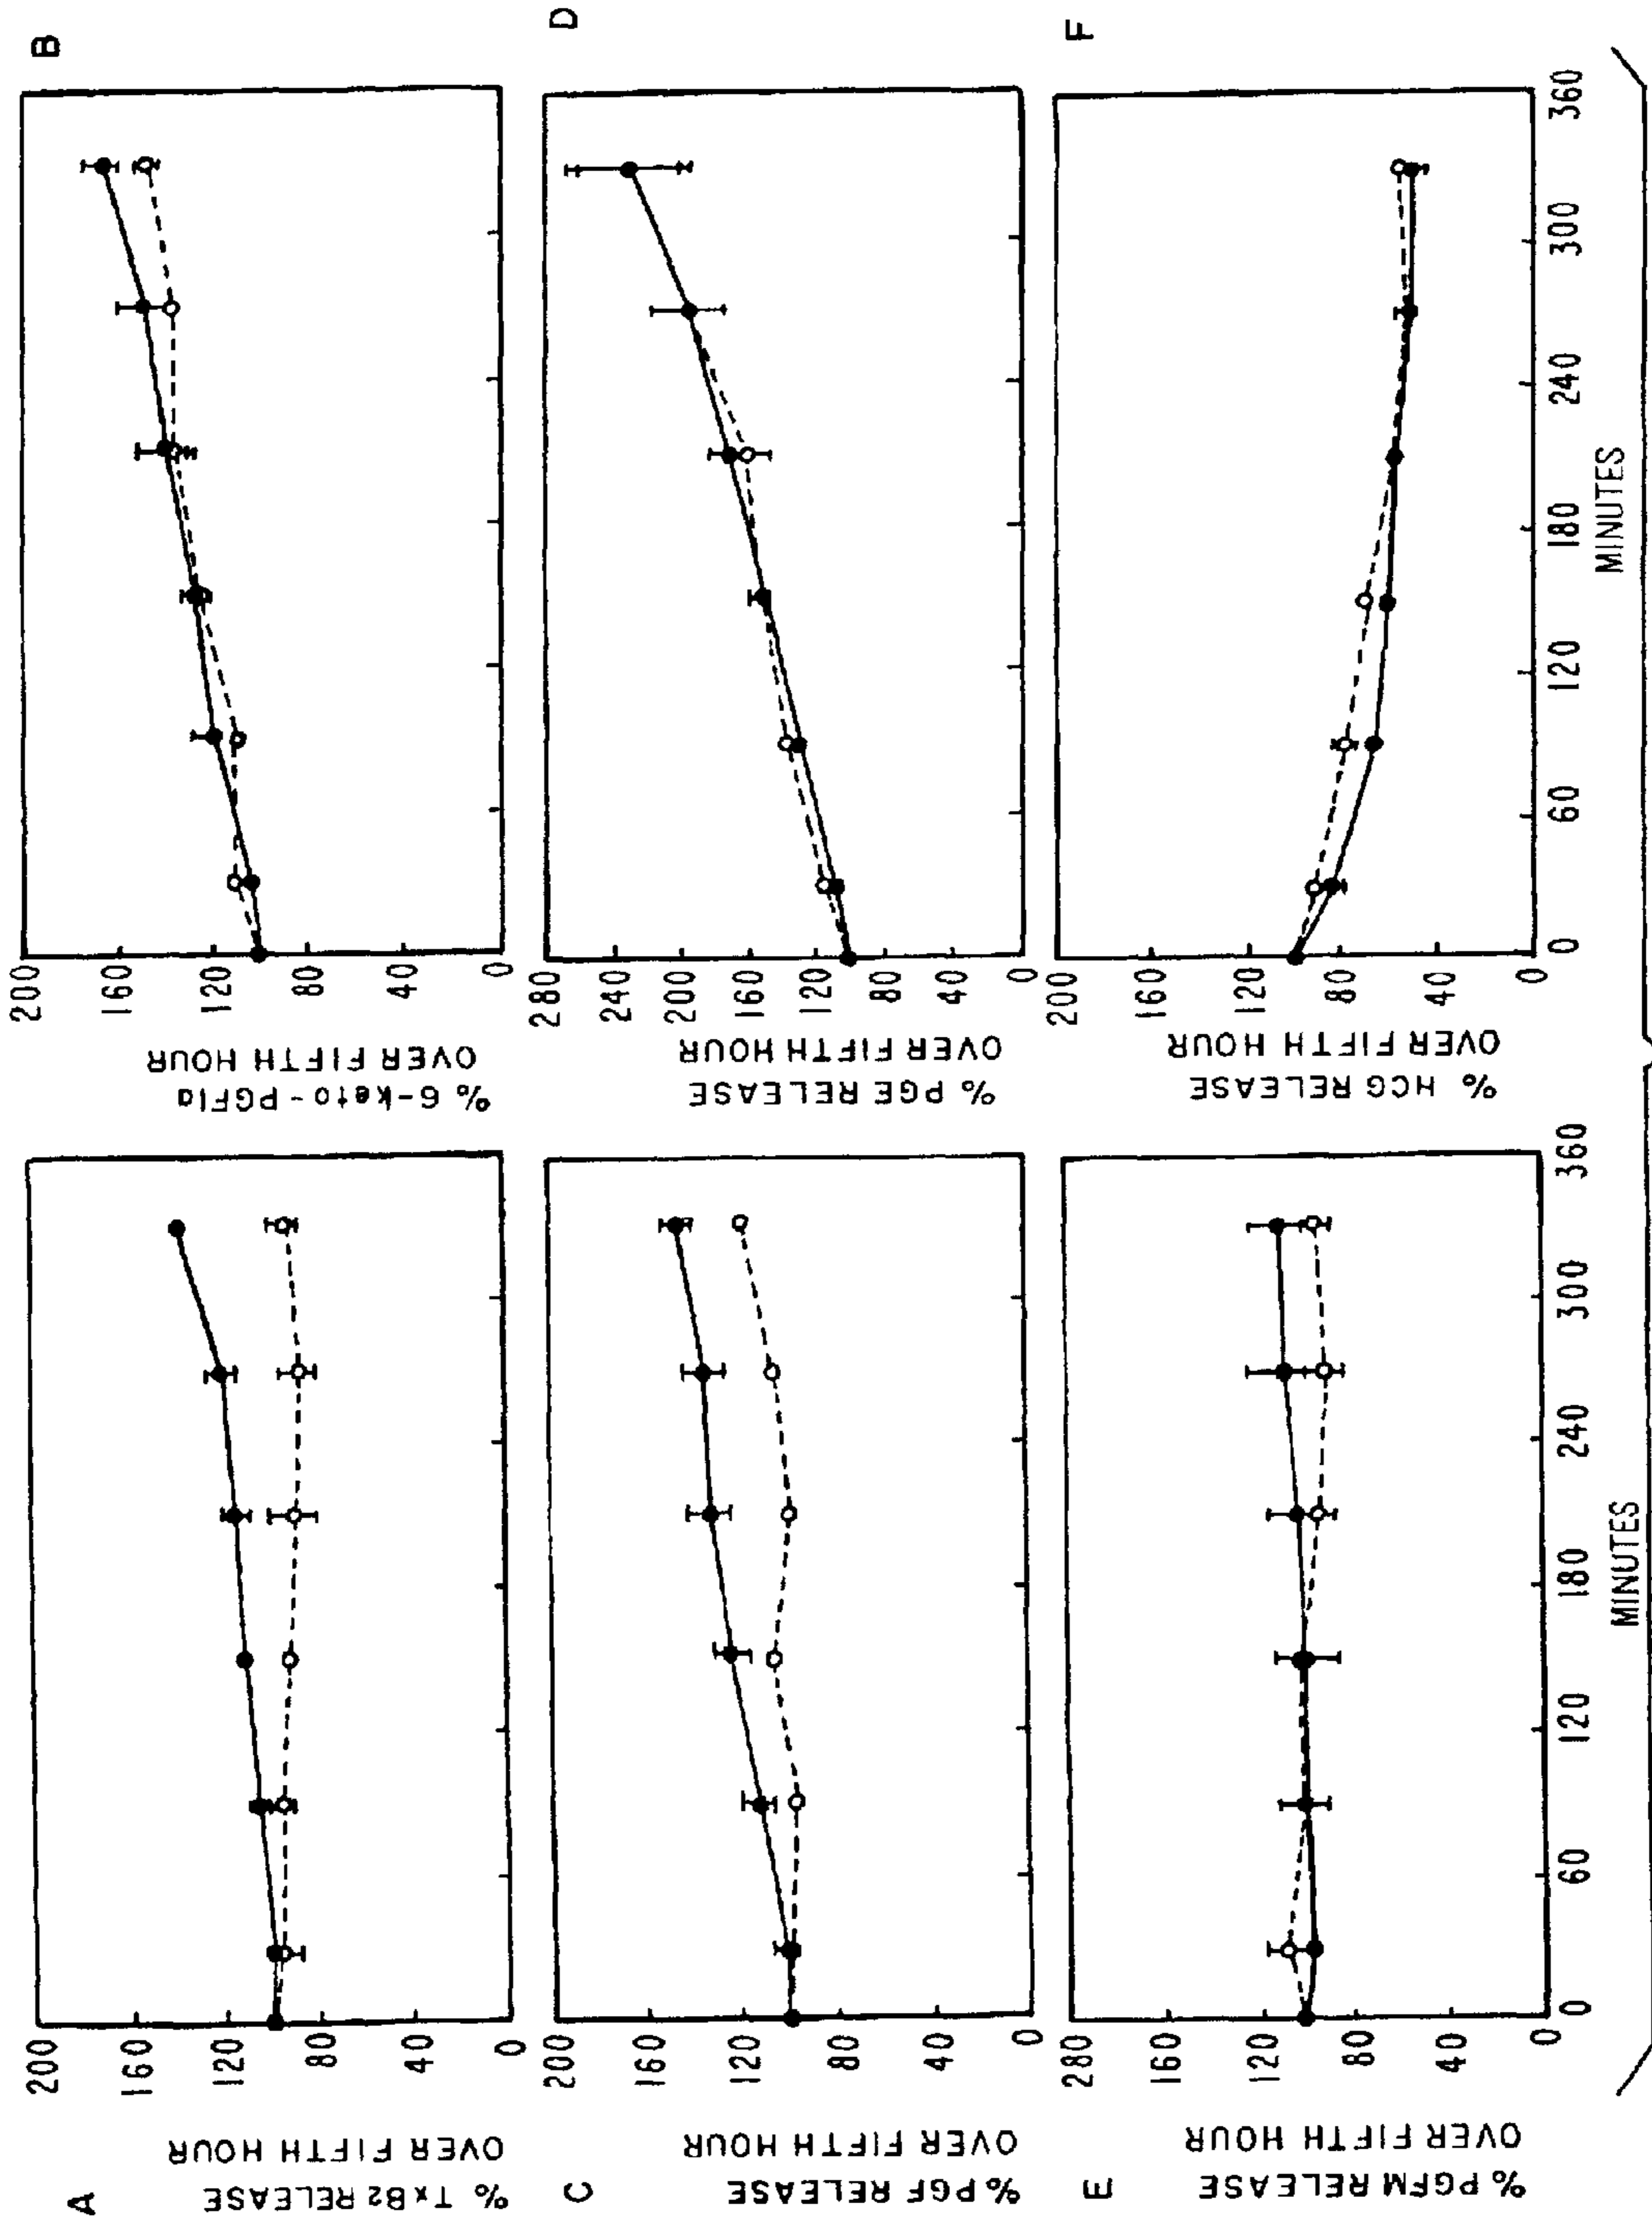 A
% TxB2 RELEASE
OVER FIFTH HOUR
200
160
120
80
40
0
B
% 6-keto-PGF1α
OVER FIFTH HOUR
200
160
120
80
40
0
C
% PGF RELEASE
OVER FIFTH HOUR
200
160
120
80
40
0
D
% PGE RELEASE
OVER FIFTH HOUR
280
240
200
160
120
80
40
0
E
% PGFM RELEASE
OVER FIFTH HOUR
280
160
120
80
40
0
0 60 120 180 240 300 360
MINUTES
F
% HCG RELEASE
OVER FIFTH HOUR
200
120
80
40
0
0 60 120 180 240 300 360
MINUTES